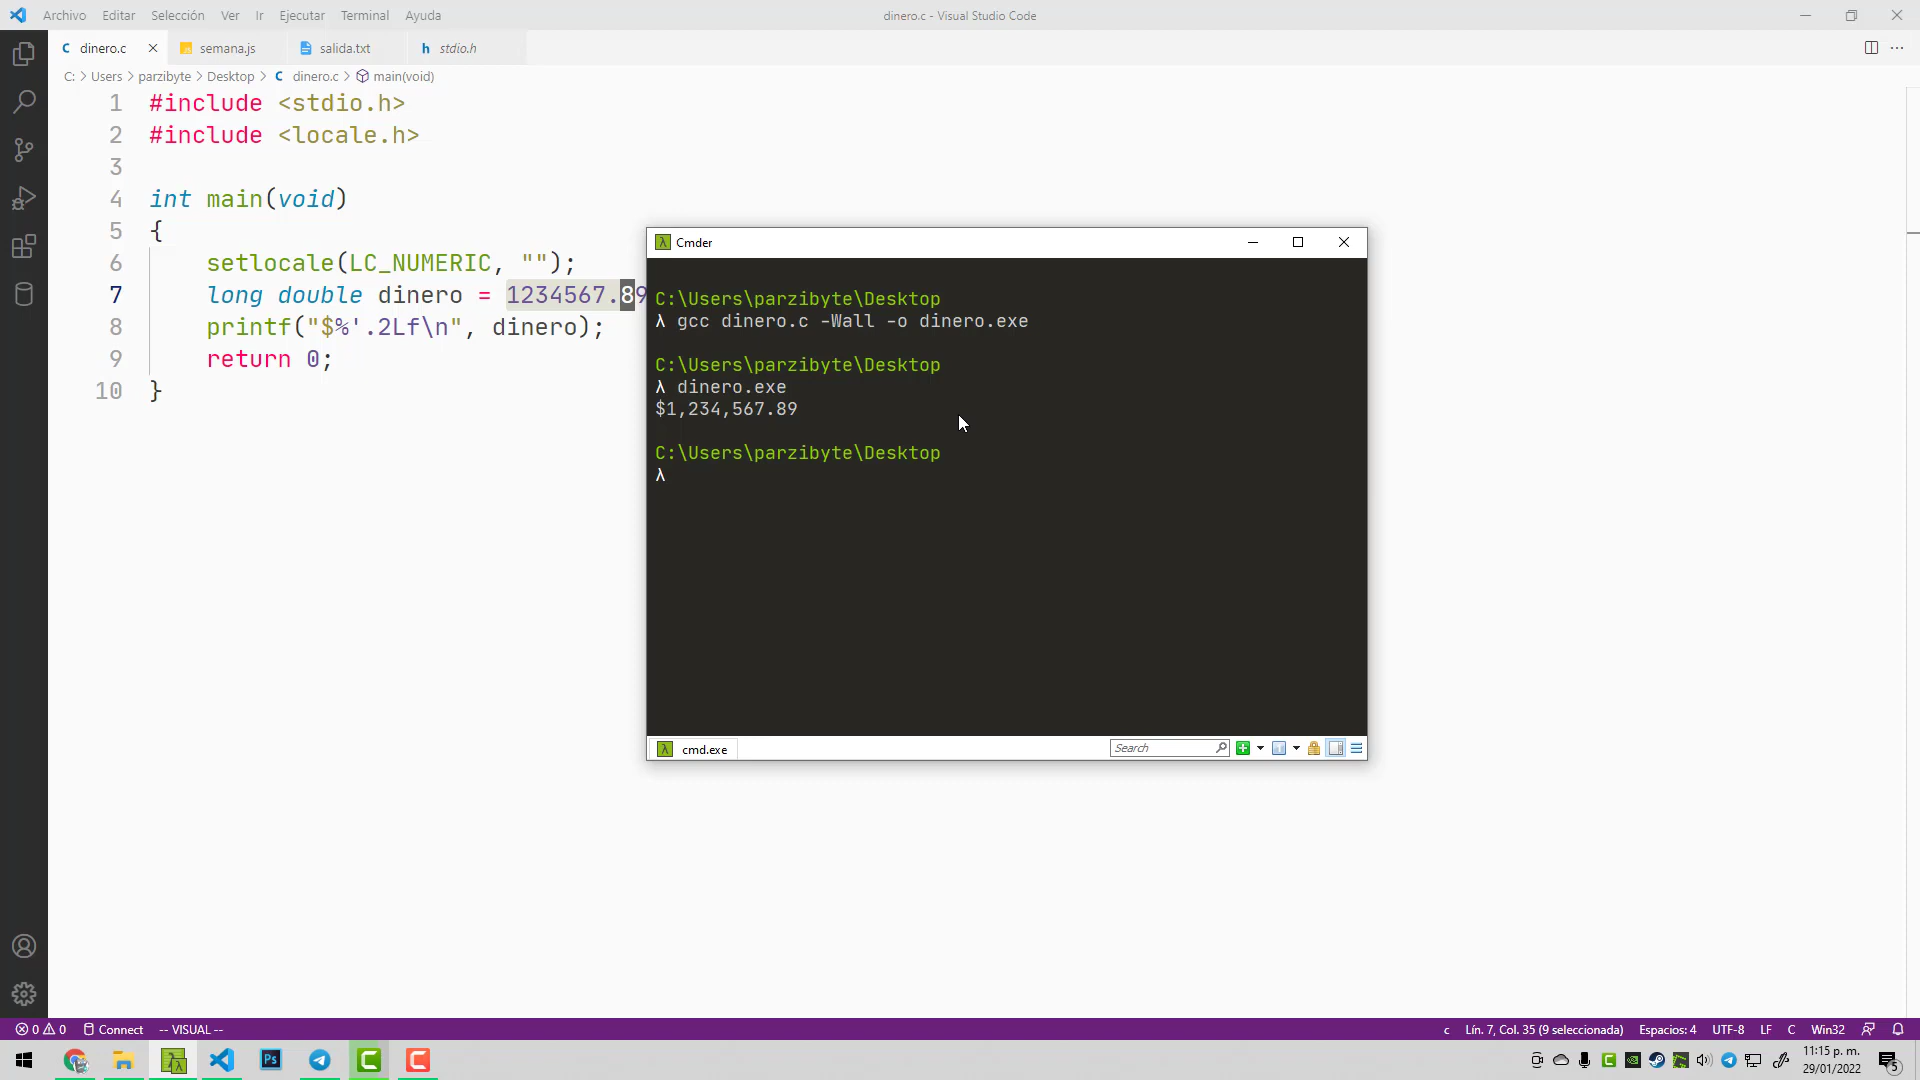 Archivo Editar Selección Ver Ir Ejecutar Terminal Ayuda
dinero.c - Visual Studio Code
C dinero.c semana.js salida.txt h stdio.h
C: > Users > parzibyte > Desktop > C dinero.c > main(void)
1 #include <stdio.h>
2 #include <locale.h>
3
4 int main(void)
5 {
6 setlocale(LC_NUMERIC, "");
7 long double dinero = 1234567.89
8 printf("$%'.2Lf\n", dinero);
9 return 0;
10 }
λ Cmder
C:\Users\parzibyte\Desktop
λ gcc dinero.c -Wall -o dinero.exe
C:\Users\parzibyte\Desktop
λ dinero.exe
$1,234,567.89
C:\Users\parzibyte\Desktop
λ
λ cmd.exe
Search
0 0 Connect -- VISUAL --
c Lín. 7, Col. 35 (9 seleccionada) Espacios: 4 UTF-8 LF C Win32
Ps
11:15 p. m.
29/01/2022
5